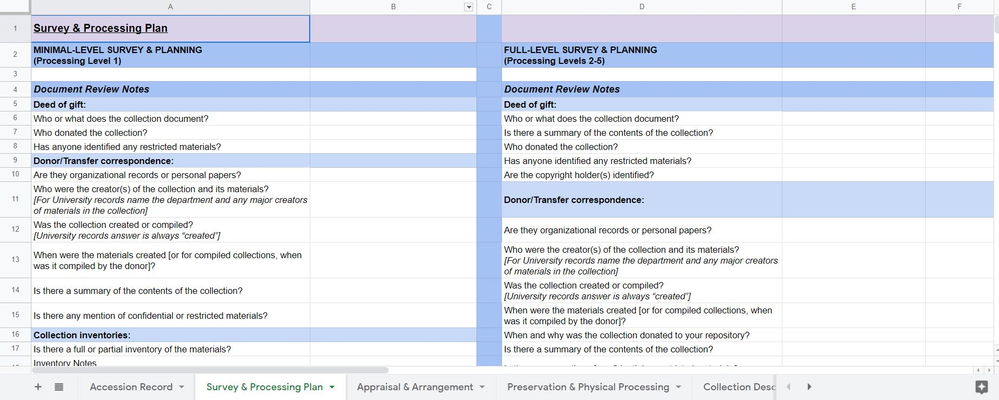 A B C D E F
1 Survey & Processing Plan
2 MINIMAL-LEVEL SURVEY & PLANNING
(Processing Level 1)
FULL-LEVEL SURVEY & PLANNING
(Processing Levels 2-5)
3
4 Document Review Notes Document Review Notes
5 Deed of gift: Deed of gift:
6 Who or what does the collection document? Who or what does the collection document?
7 Who donated the collection? Is there a summary of the contents of the collection?
8 Has anyone identified any restricted materials? Who donated the collection?
9 Donor/Transfer correspondence: Has anyone identified any restricted materials?
10 Are they organizational records or personal papers? Are the copyright holder(s) identified?
11 Who were the creator(s) of the collection and its materials?
[For University records name the department and any major creators
of materials in the collection]
Donor/Transfer correspondence:
12 Was the collection created or compiled?
[University records answer is always “created”]
Are they organizational records or personal papers?
13 When were the materials created [or for compiled collections, when
was it compiled by the donor]?
Who were the creator(s) of the collection and its materials?
[For University records name the department and any major creators
of materials in the collection]
14 Is there a summary of the contents of the collection?
Was the collection created or compiled?
[University records answer is always “created”]
15 Is there any mention of confidential or restricted materials?
When were the materials created [or for compiled collections, when
was it compiled by the donor]?
16 Collection inventories: When and why was the collection donated to your repository?
17 Is there a full or partial inventory of the materials? Is there a summary of the contents of the collection?
Inventory Notes
Accession Record Survey & Processing Plan Appraisal & Arrangement Preservation & Physical Processing Collection Desc